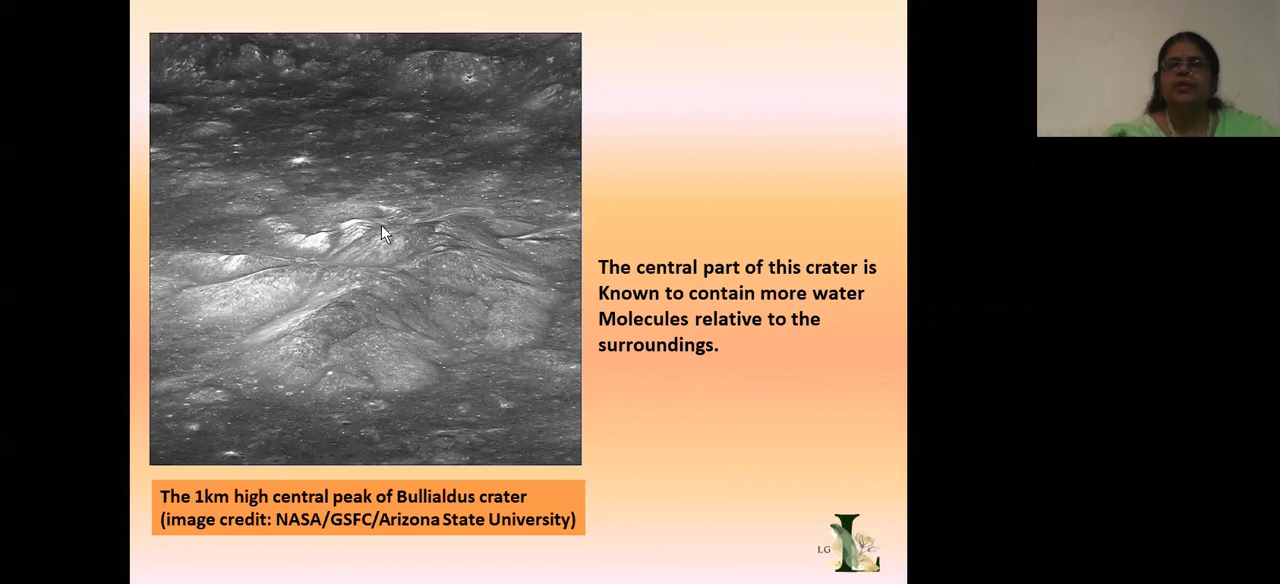 The central part of this crater is
Known to contain more water
Molecules relative to the
surroundings.
The 1km high central peak of Bullialdus crater
(image credit: NASA/GSFC/Arizona State University)
LG L